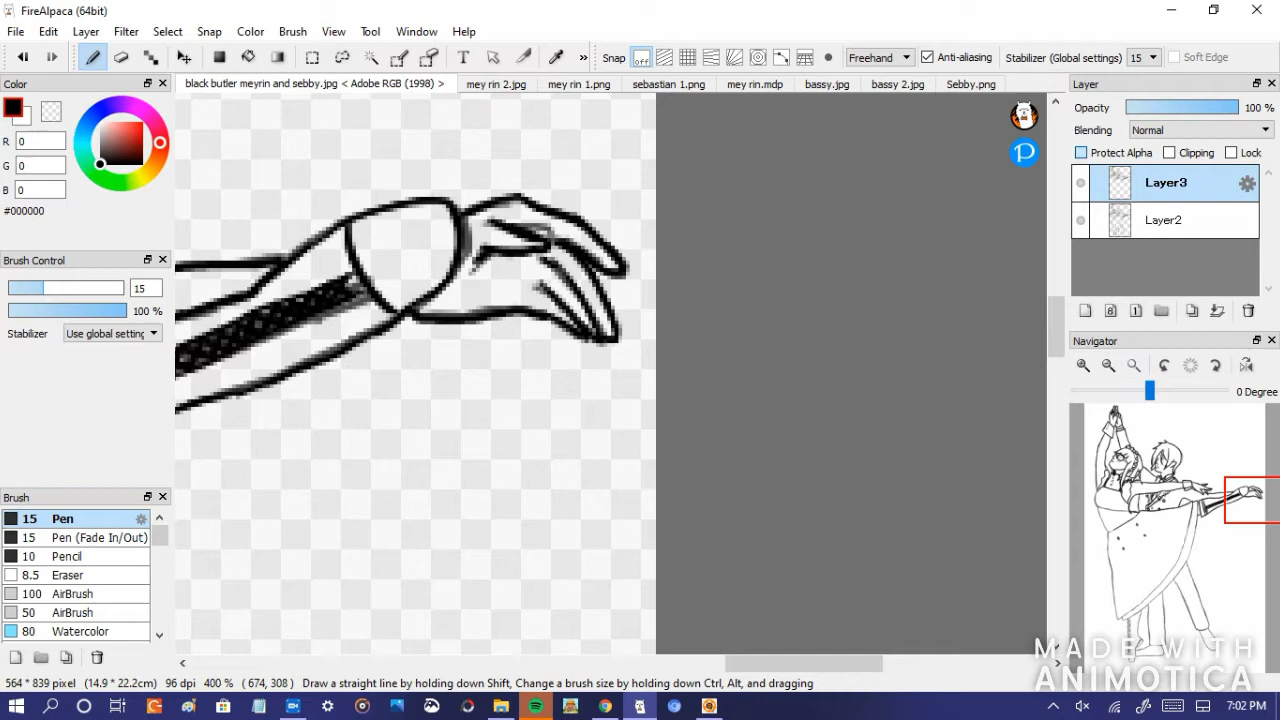 FireAlpaca (64bit)
File Edit Layer Filter Select Snap Color Brush View Tool Window Help
Snap off Freehand Anti-aliasing Stabilizer (Global settings) 15 Soft Edge
Color
black butler meyrin and sebby.jpg < Adobe RGB (1998) > mey rin 2.jpg mey rin 1.png sebastian 1.png mey rin.mdp bassy.jpg bassy 2.jpg Sebby.png
Layer
Opacity 100 %
Blending Normal
R 0
G 0
B 0
#000000
Protect Alpha Clipping Lock
Layer3
Layer2
Brush Control
15
100 %
Stabilizer Use global setting
8 1
Navigator
0 Degree
Brush
15 Pen
15 Pen (Fade In/Out)
10 Pencil
8.5 Eraser
100 AirBrush
50 AirBrush
80 Watercolor
MADE WITH
ANIMOTICA
564 * 839 pixel (14.9 * 22.2cm) 96 dpi 400 % ( 674, 308 ) Draw a straight line by holding down Shift, Change a brush size by holding down Ctrl, Alt, and dragging
7:02 PM